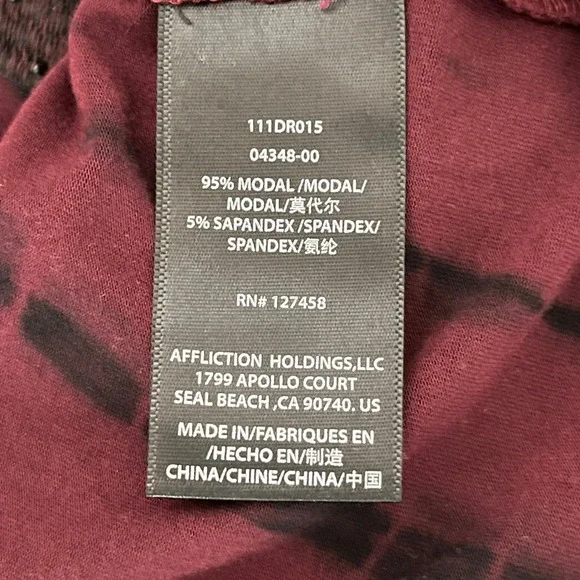 111DR015
04348-00
95% MODAL /MODAL/
MODAL/莫代尔
5% SAPANDEX /SPANDEX/
SPANDEX/氨纶
RN# 127458
AFFLICTION HOLDINGS,LLC
1799 APOLLO COURT
SEAL BEACH ,CA 90740. US
MADE IN/FABRIQUES EN
/HECHO EN/制造
CHINA/CHINE/CHINA/中国